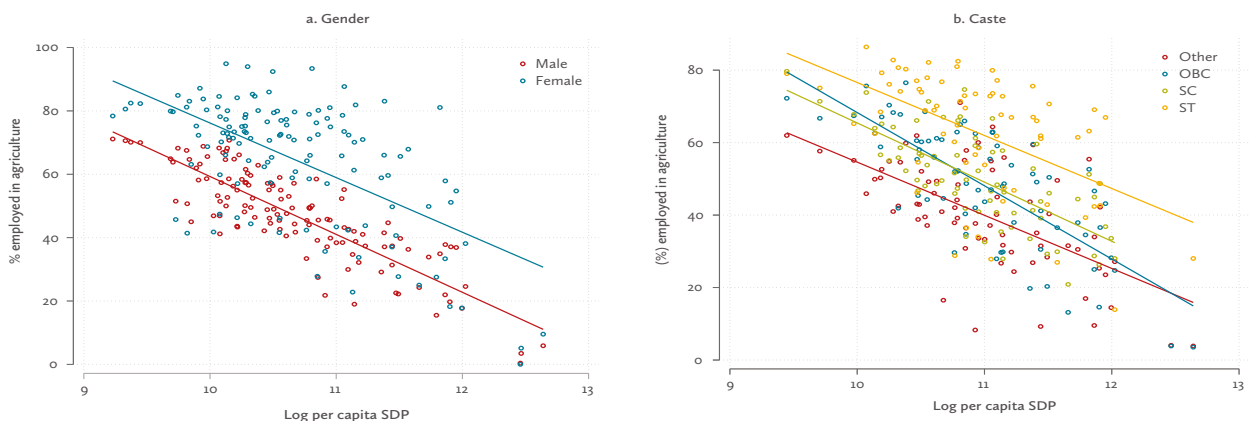 a. Gender
% employed in agriculture
100
80
60
40
20
0
Male
Female
9
10
11
12
13
Log per capita SDP
b. Caste
(%) employed in agriculture
80
60
40
20
0
Other
OBC
SC
ST
9
10
11
12
13
Log per capita SDP